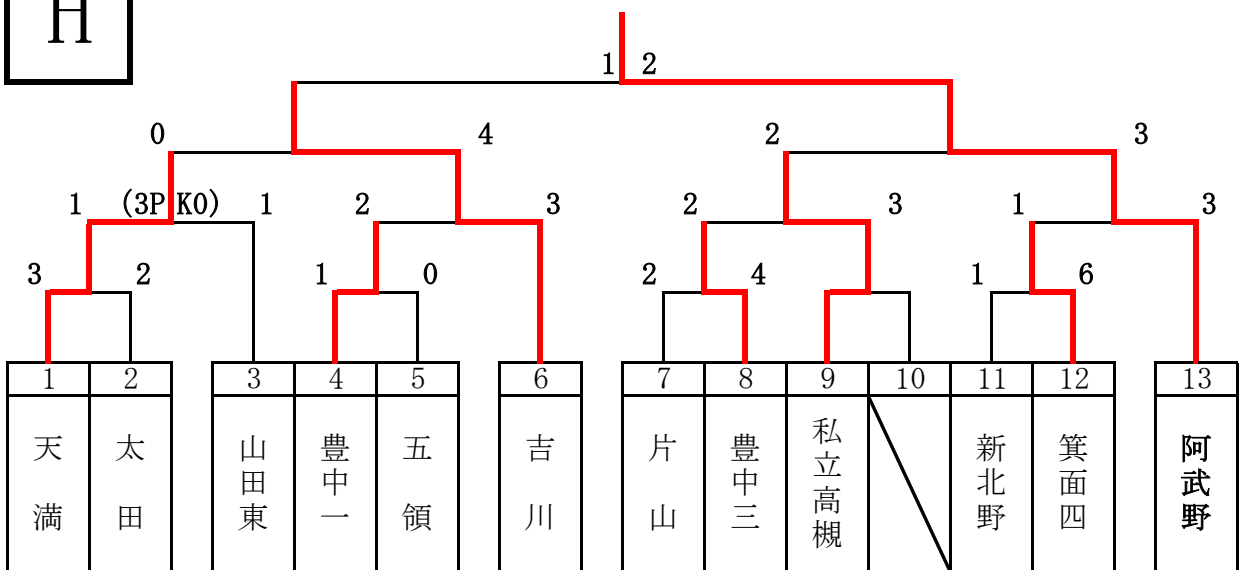 H
1 2
0 4 2 3
1 (3PK0) 1 2 3 2 3 1 3
3 2 1 0 2 4 1 6
1 2 3 4 5 6 7 8 9 10 11 12 13
天満
太田
山田東
豊中一
五領
吉川
片山
豊中三
私立高槻
新北野
箕面四
阿武野